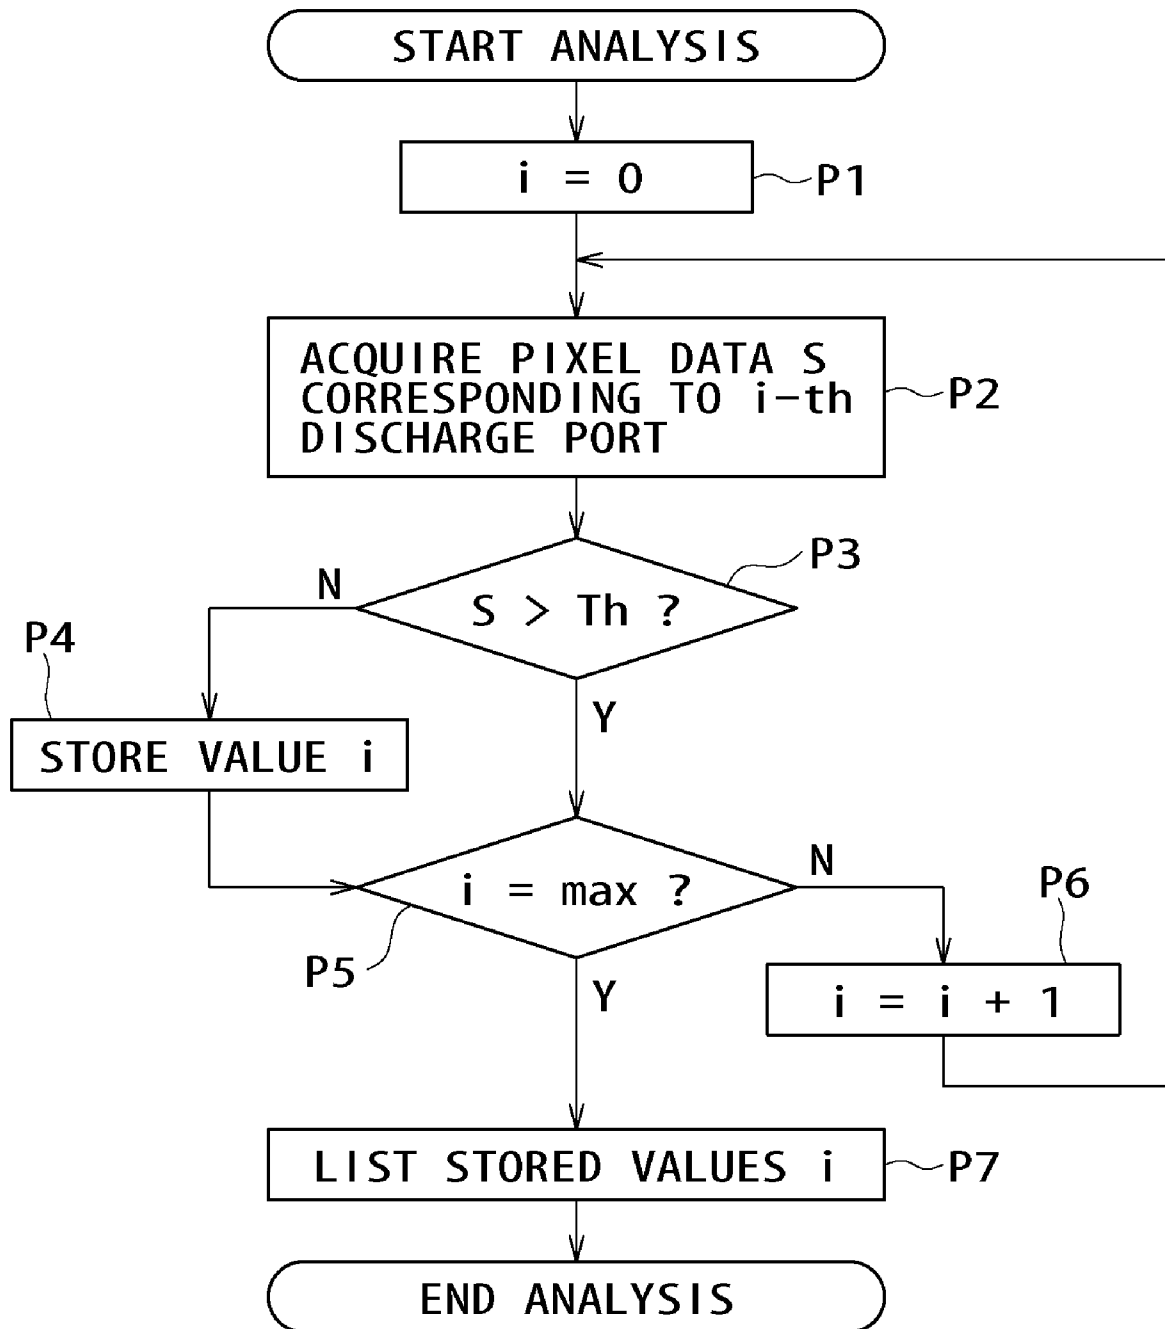 START ANALYSIS
i = 0
P1
ACQUIRE PIXEL DATA S
CORRESPONDING TO i-th
DISCHARGE PORT
P2
P3
N
S > Th ?
P4
Y
STORE VALUE i
N
i = max ?
P6
P5
Y
i = i + 1
LIST STORED VALUES i
P7
END ANALYSIS